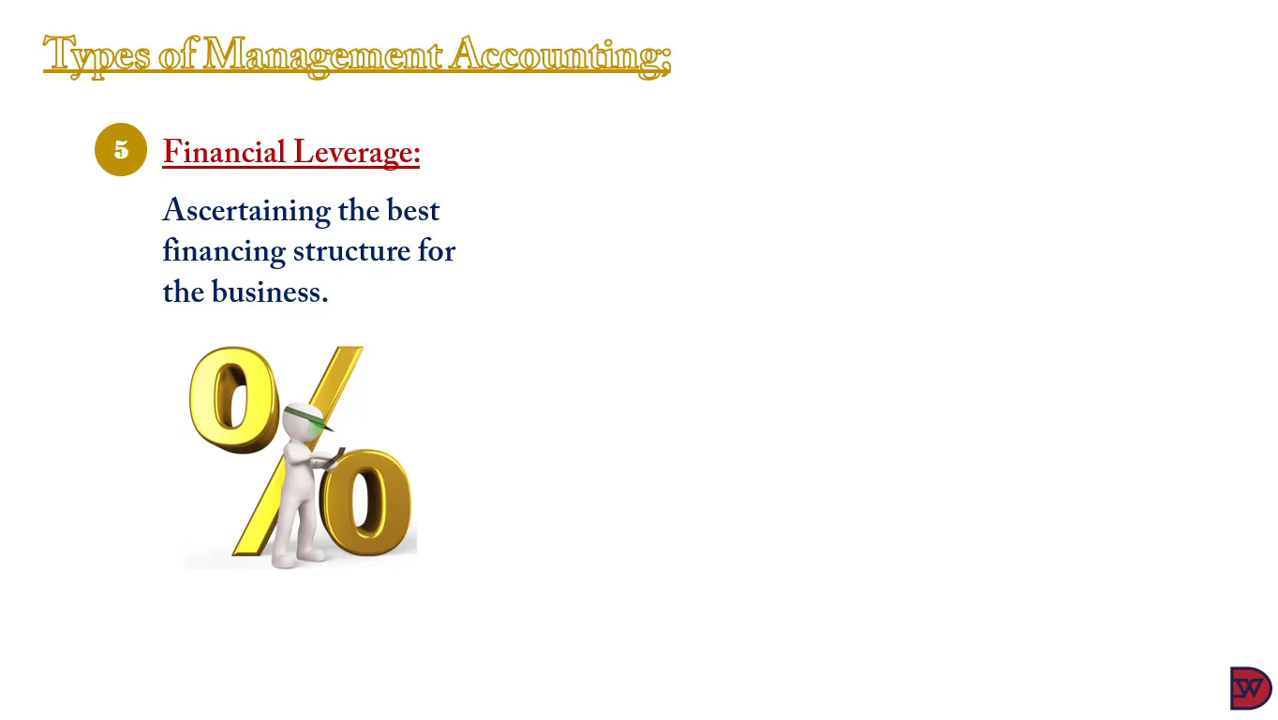 Types of Management Accounting;
5
Financial Leverage:
Ascertaining the best
financing structure for
the business.